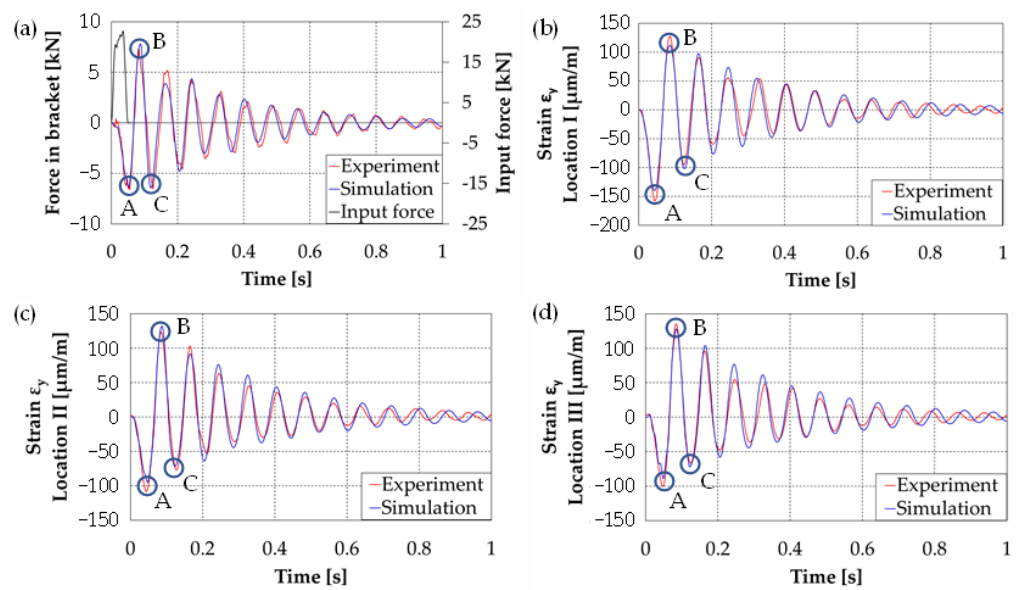 (a)
Force in bracket [kN]
10
5
0
−5
−10
Input force [kN]
25
15
5
-5
-15
-25
A
B
C
Experiment
Simulation
Input force
0 0.2 0.4 0.6 0.8 1
Time [s]
(b)
Strain εy
Location I [µm/m]
150
100
50
0
−50
−100
−150
−200
A
B
C
Experiment
Simulation
0 0.2 0.4 0.6 0.8 1
Time [s]
(c)
Strain εy
Location II [µm/m]
150
100
50
0
−50
−100
−150
A
B
C
Experiment
Simulation
0 0.2 0.4 0.6 0.8 1
Time [s]
(d)
Strain εy
Location III [µm/m]
150
100
50
0
−50
−100
−150
A
B
C
Experiment
Simulation
0 0.2 0.4 0.6 0.8 1
Time [s]